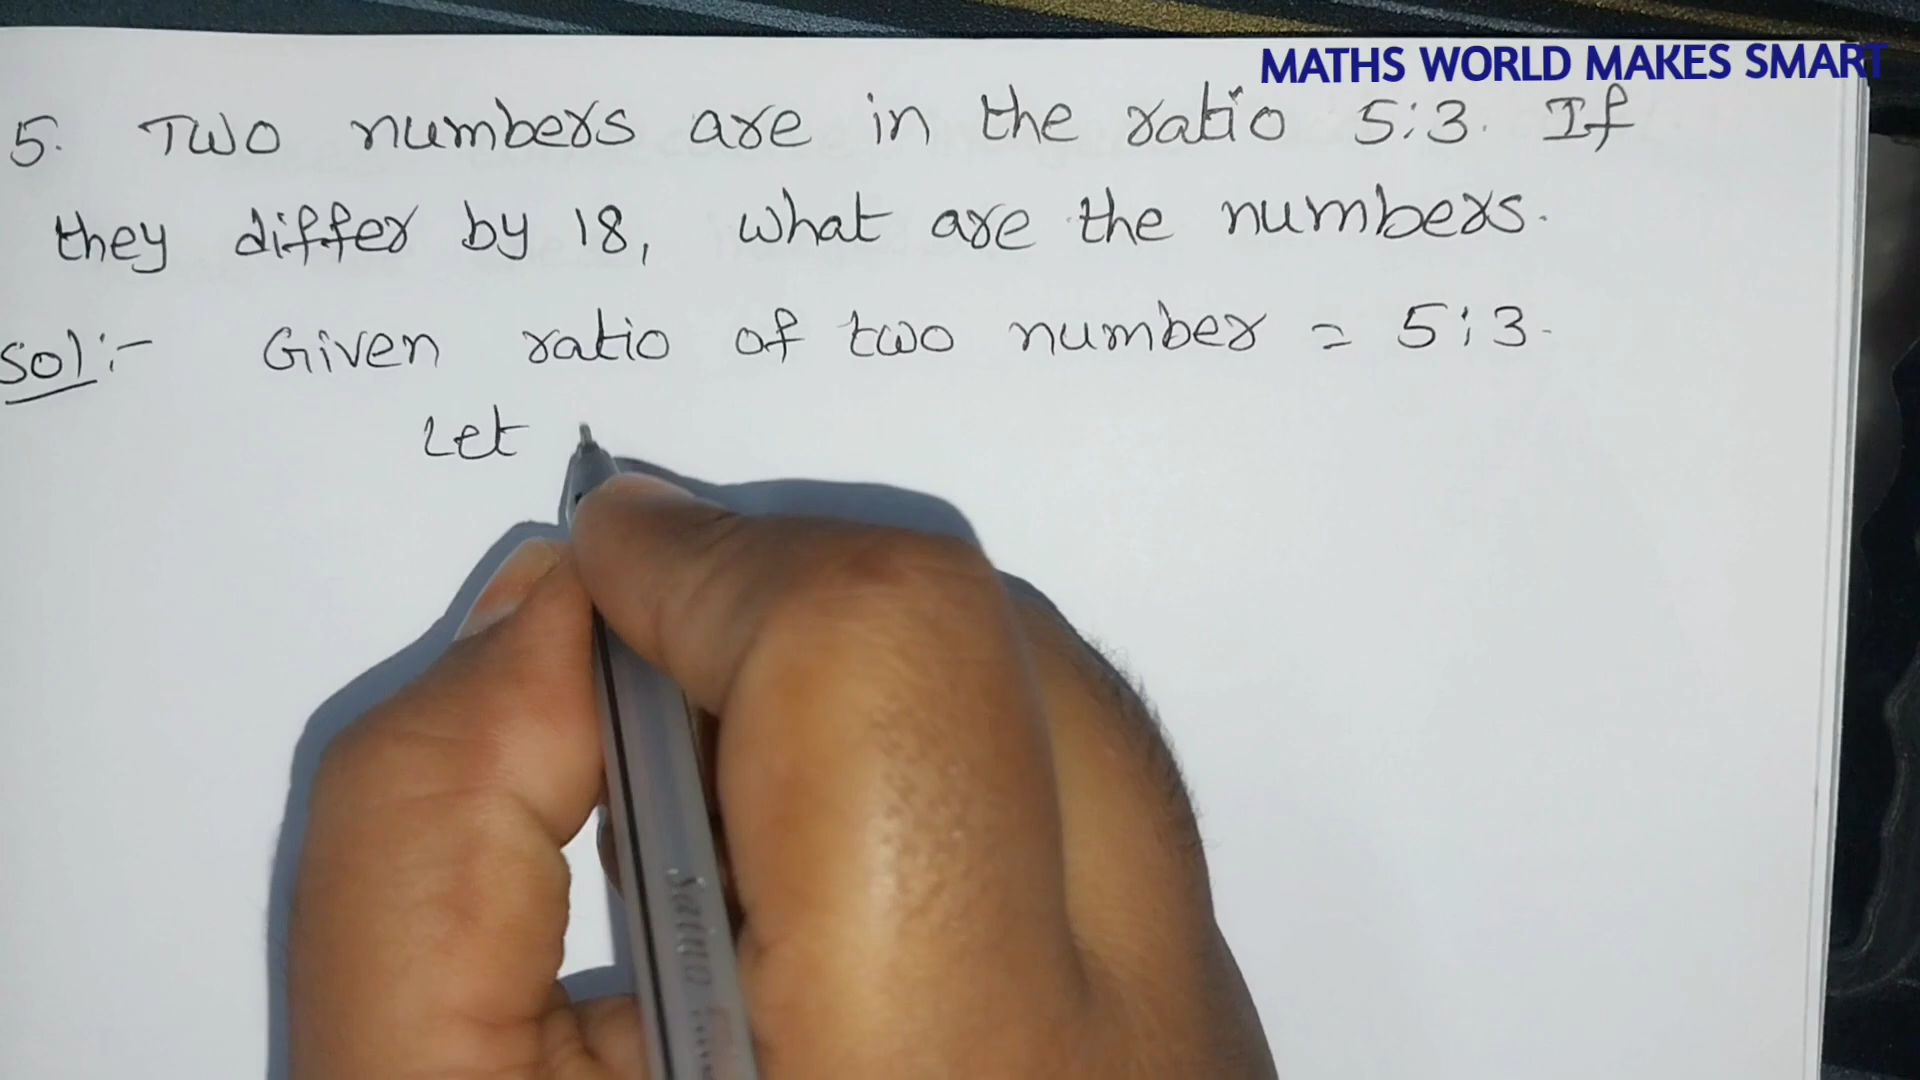 MATHS WORLD MAKES SMART
5. Two numbers are in the ratio 5:3. If
they differ by 18, what are the numbers.
Sol:- Given ratio of two number = 5:3.
Let